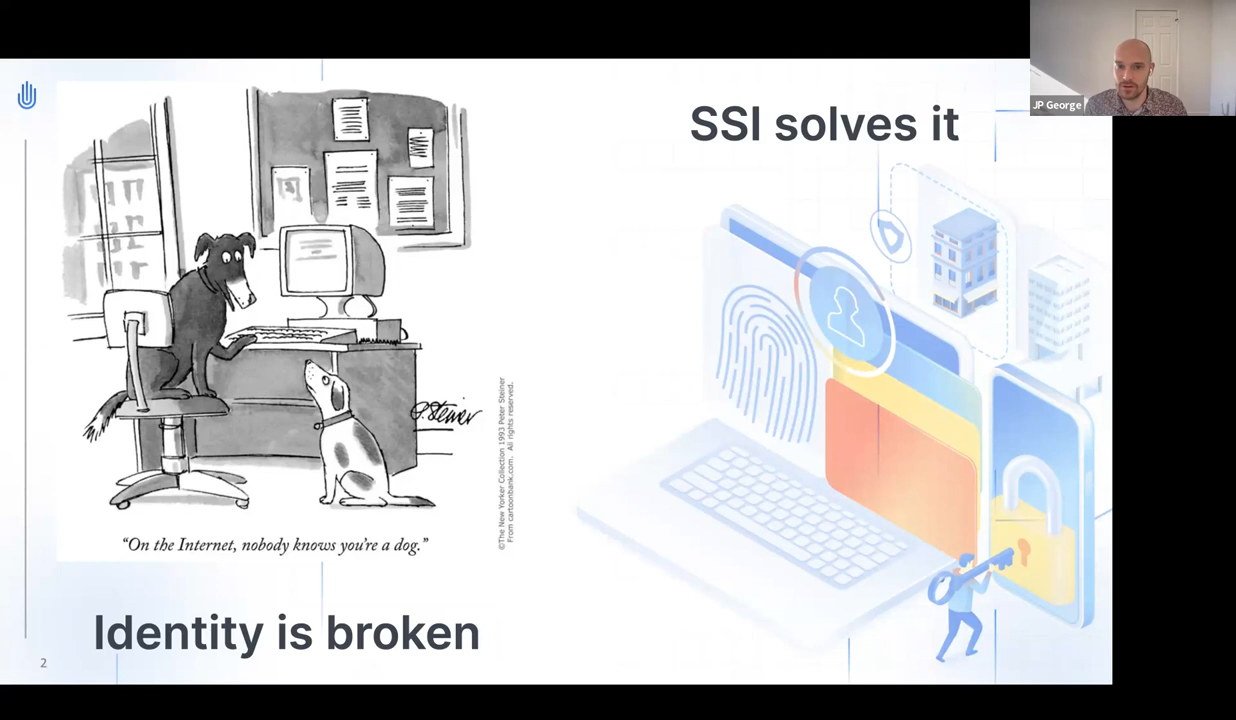 SSI solves it
JP George
P. Steiner
©The New Yorker Collection 1993 Peter Steiner
From cartoonbank.com. All rights reserved.
“On the Internet, nobody knows you’re a dog.”
Identity is broken
2